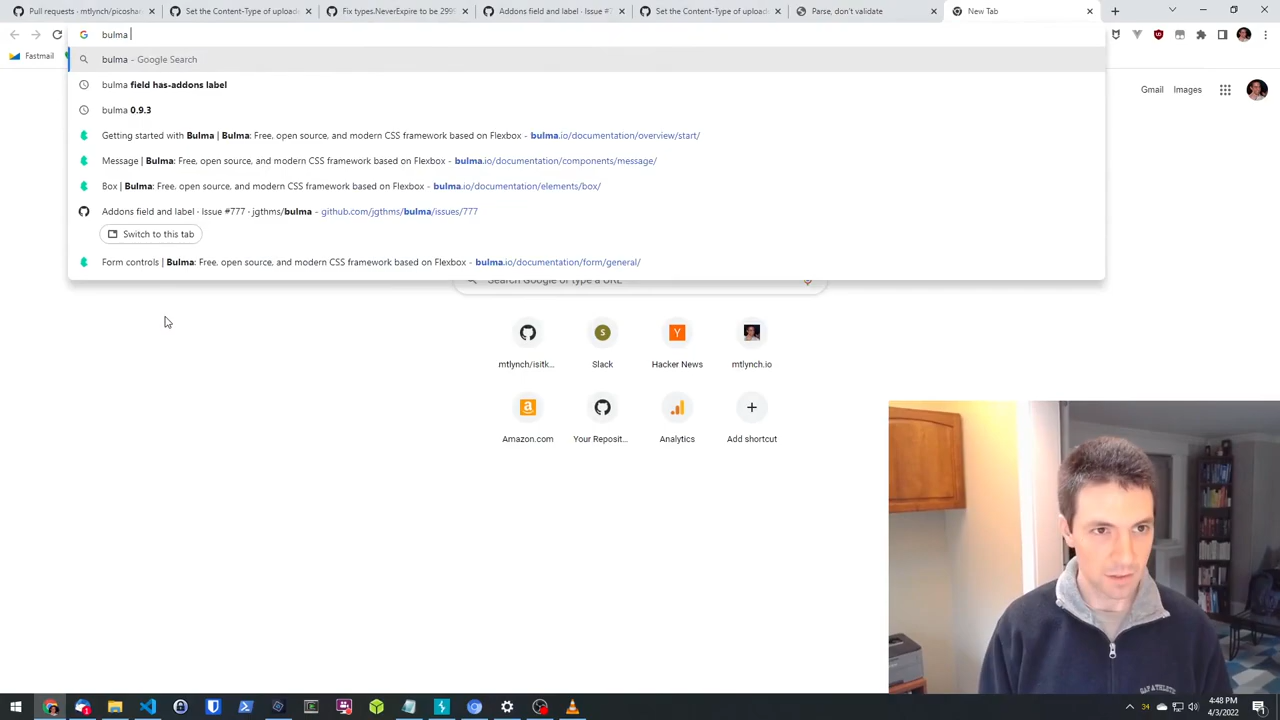 Pull requests · mtlynch/picosha
Set the Content-Type of uploade
Fix types.NeverExpire to be 2999
Addons field and label · Issue #7
Set the Content-Type of uploade
Parse, don't validate
New Tab
bulma
Fastmail
bulma - Google Search
bulma field has-addons label
bulma 0.9.3
Getting started with Bulma | Bulma: Free, open source, and modern CSS framework based on Flexbox - bulma.io/documentation/overview/start/
Message | Bulma: Free, open source, and modern CSS framework based on Flexbox - bulma.io/documentation/components/message/
Box | Bulma: Free, open source, and modern CSS framework based on Flexbox - bulma.io/documentation/elements/box/
Addons field and label · Issue #777 · jgthms/bulma - github.com/jgthms/bulma/issues/777
Switch to this tab
Form controls | Bulma: Free, open source, and modern CSS framework based on Flexbox - bulma.io/documentation/form/general/
Gmail Images
Search Google or type a URL
mtlynch/isitk...
Slack
Hacker News
mtlynch.io
Amazon.com
Your Reposit...
Analytics
Add shortcut
GAP ATHLETIC
34
4:48 PM
4/3/2022